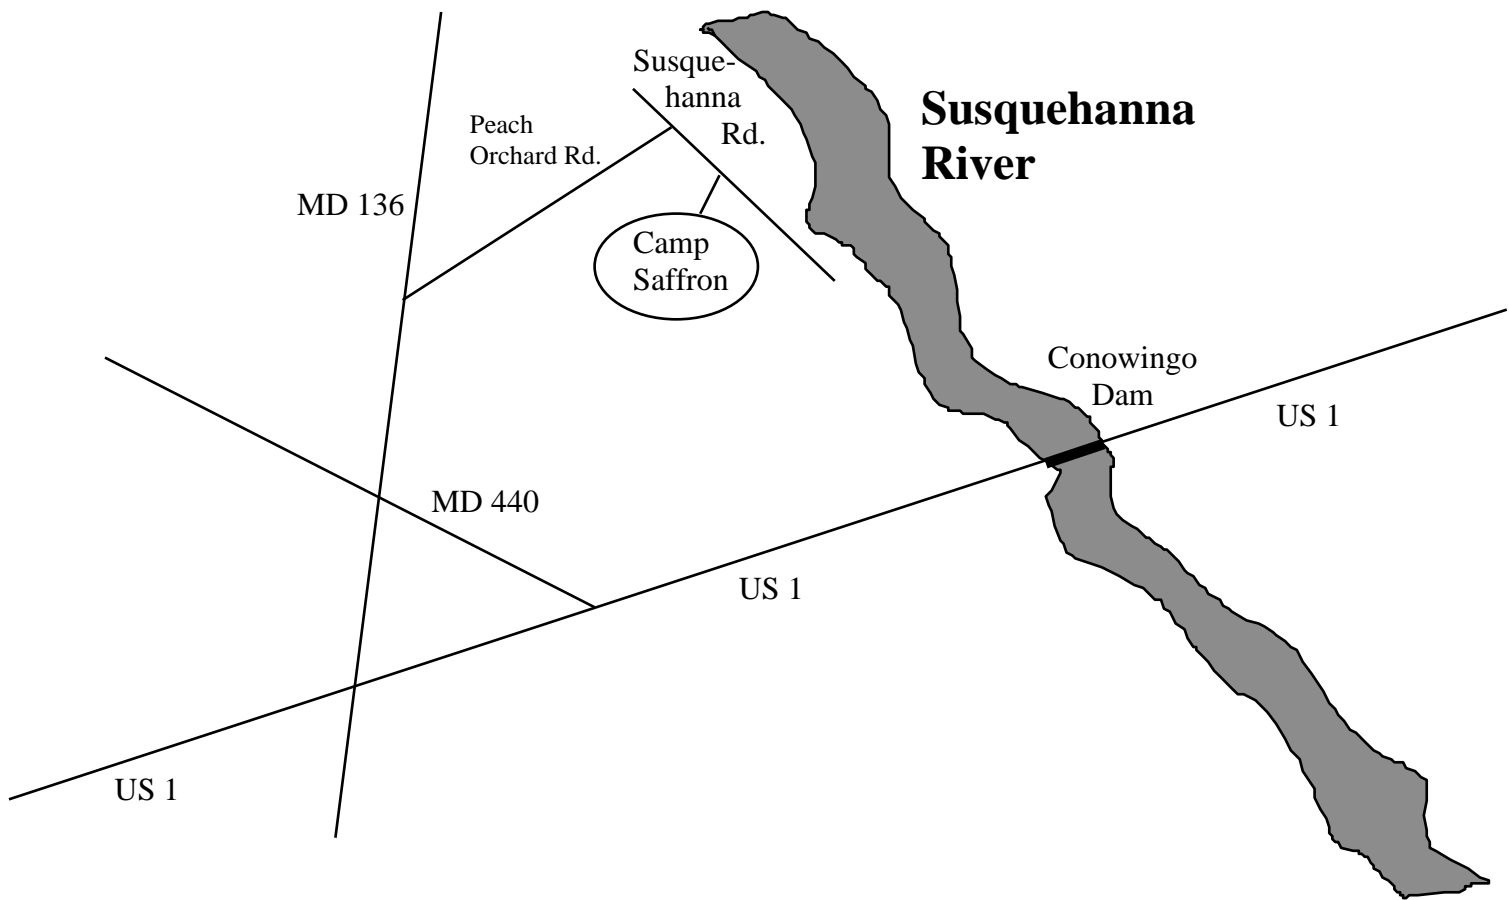 Susque-
hanna
Rd.
Susquehanna
River
Peach
Orchard Rd.
MD 136
Camp
Saffron
Conowingo
Dam
US 1
MD 440
US 1
US 1